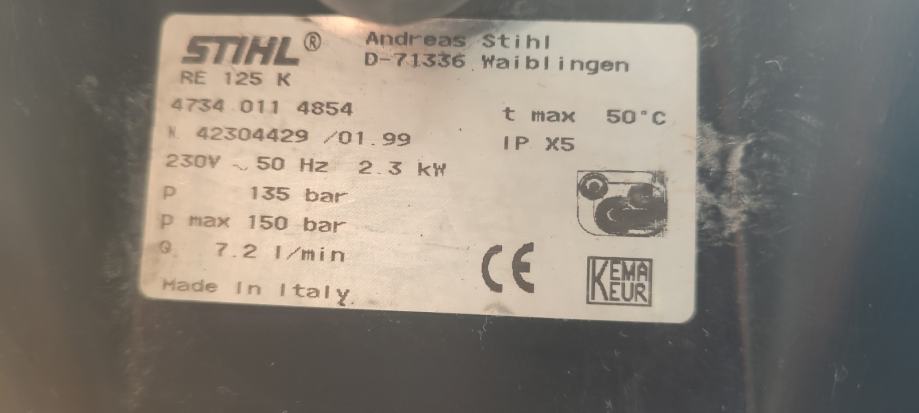 STIHL® Andreas Stihl
D-71336 Waiblingen
RE 125 K
4734 011 4854
t max 50°C
N. 42304429 /01.99
IP X5
230V ~ 50 Hz 2.3 kW
p 135 bar
p max 150 bar
Q 7.2 l/min
CE
KEMA
KEUR
Made In Italy